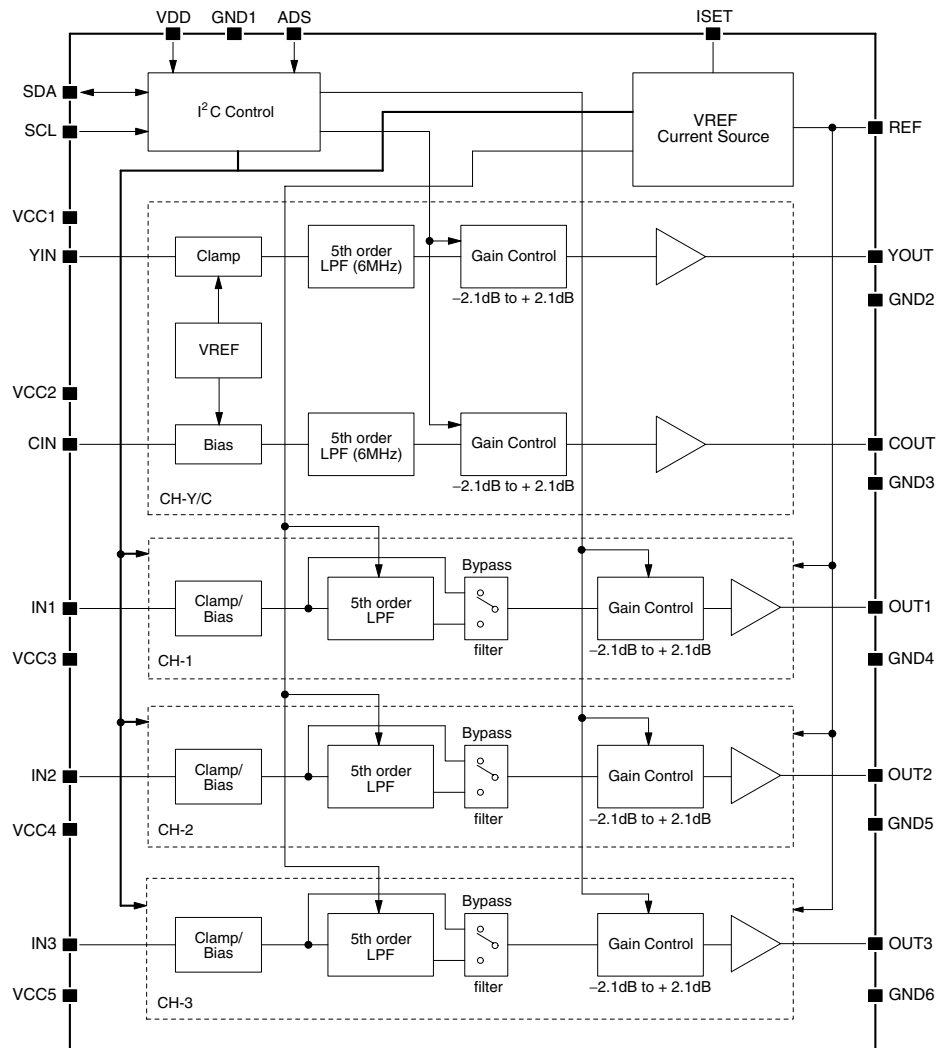 VDD GND1 ADS ISET
SDA
SCL
I²C Control
VREF
Current Source
REF
VCC1
YIN
Clamp
5th order
LPF (6MHz)
Gain Control
−2.1dB to + 2.1dB
YOUT
GND2
VREF
VCC2
CIN
Bias
5th order
LPF (6MHz)
Gain Control
−2.1dB to + 2.1dB
COUT
GND3
CH-Y/C
IN1
Clamp/
Bias
5th order
LPF
Bypass
filter
Gain Control
−2.1dB to + 2.1dB
OUT1
VCC3
CH-1
GND4
IN2
Clamp/
Bias
5th order
LPF
Bypass
filter
Gain Control
−2.1dB to + 2.1dB
OUT2
VCC4
CH-2
GND5
IN3
Clamp/
Bias
5th order
LPF
Bypass
filter
Gain Control
−2.1dB to + 2.1dB
OUT3
VCC5
CH-3
GND6